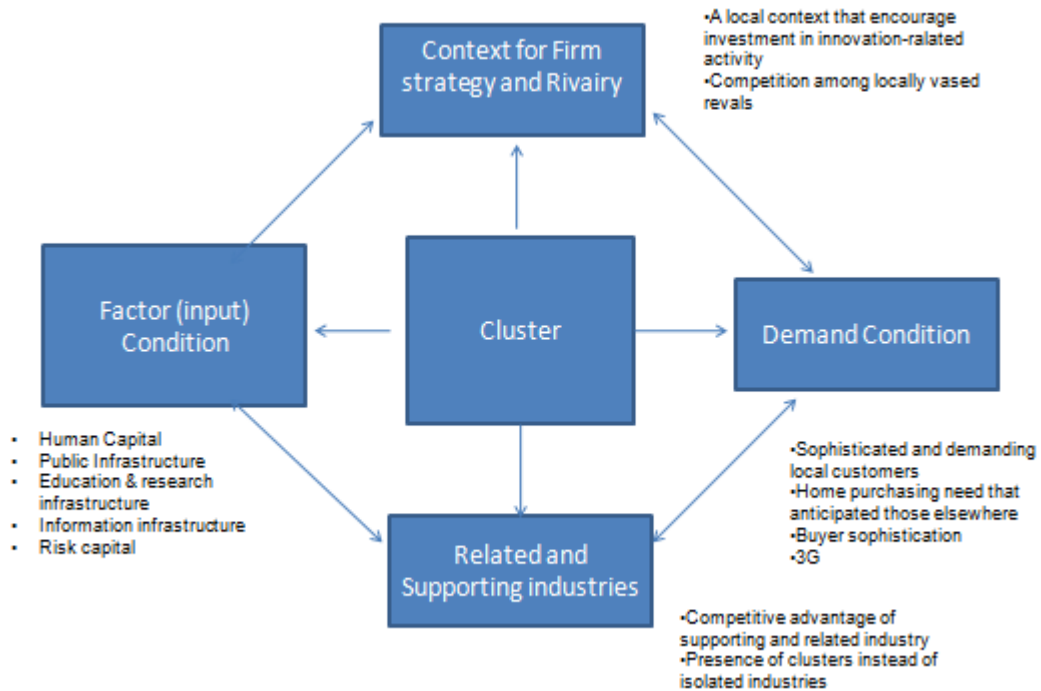 •A local context that encourage
investment in innovation-ralated
activity
•Competition among locally vased
revals
Context for Firm
strategy and Rivairy
Factor (input)
Condition
Cluster
Demand Condition
• Human Capital
• Public Infrastructure
• Education & research
infrastructure
• Information infrastructure
• Risk capital
•Sophisticated and demanding
local customers
•Home purchasing need that
anticipated those elsewhere
•Buyer sophistication
•3G
Related and
Supporting industries
•Competitive advantage of
supporting and related industry
•Presence of clusters instead of
isolated industries